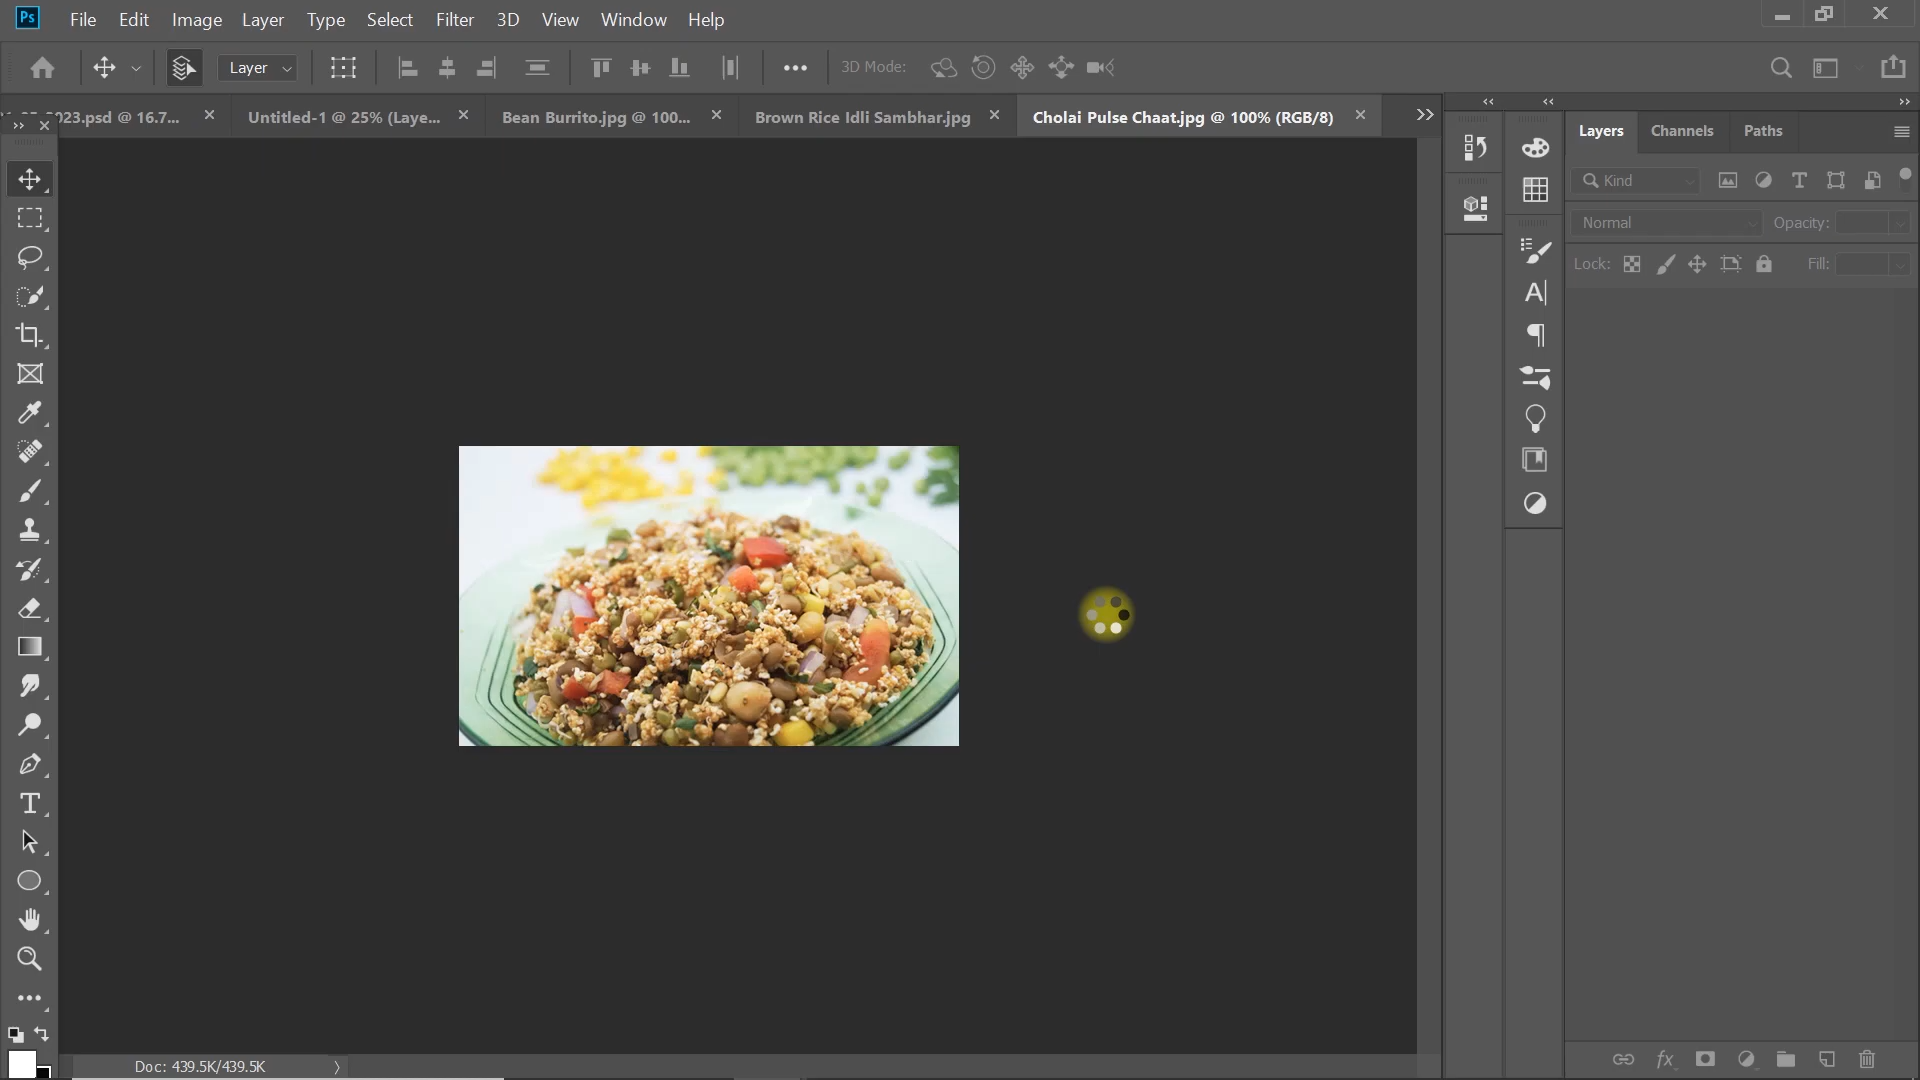 Ps File Edit Image Layer Type Select Filter 3D View Window Help
Layer 3D Mode:
2023.psd @ 16.7... Untitled-1 @ 25% (Laye... Bean Burrito.jpg @ 100... Brown Rice Idli Sambhar.jpg Cholai Pulse Chaat.jpg @ 100% (RGB/8)
Layers Channels Paths
Kind
Normal Opacity:
Lock: Fill:
Doc: 439.5K/439.5K